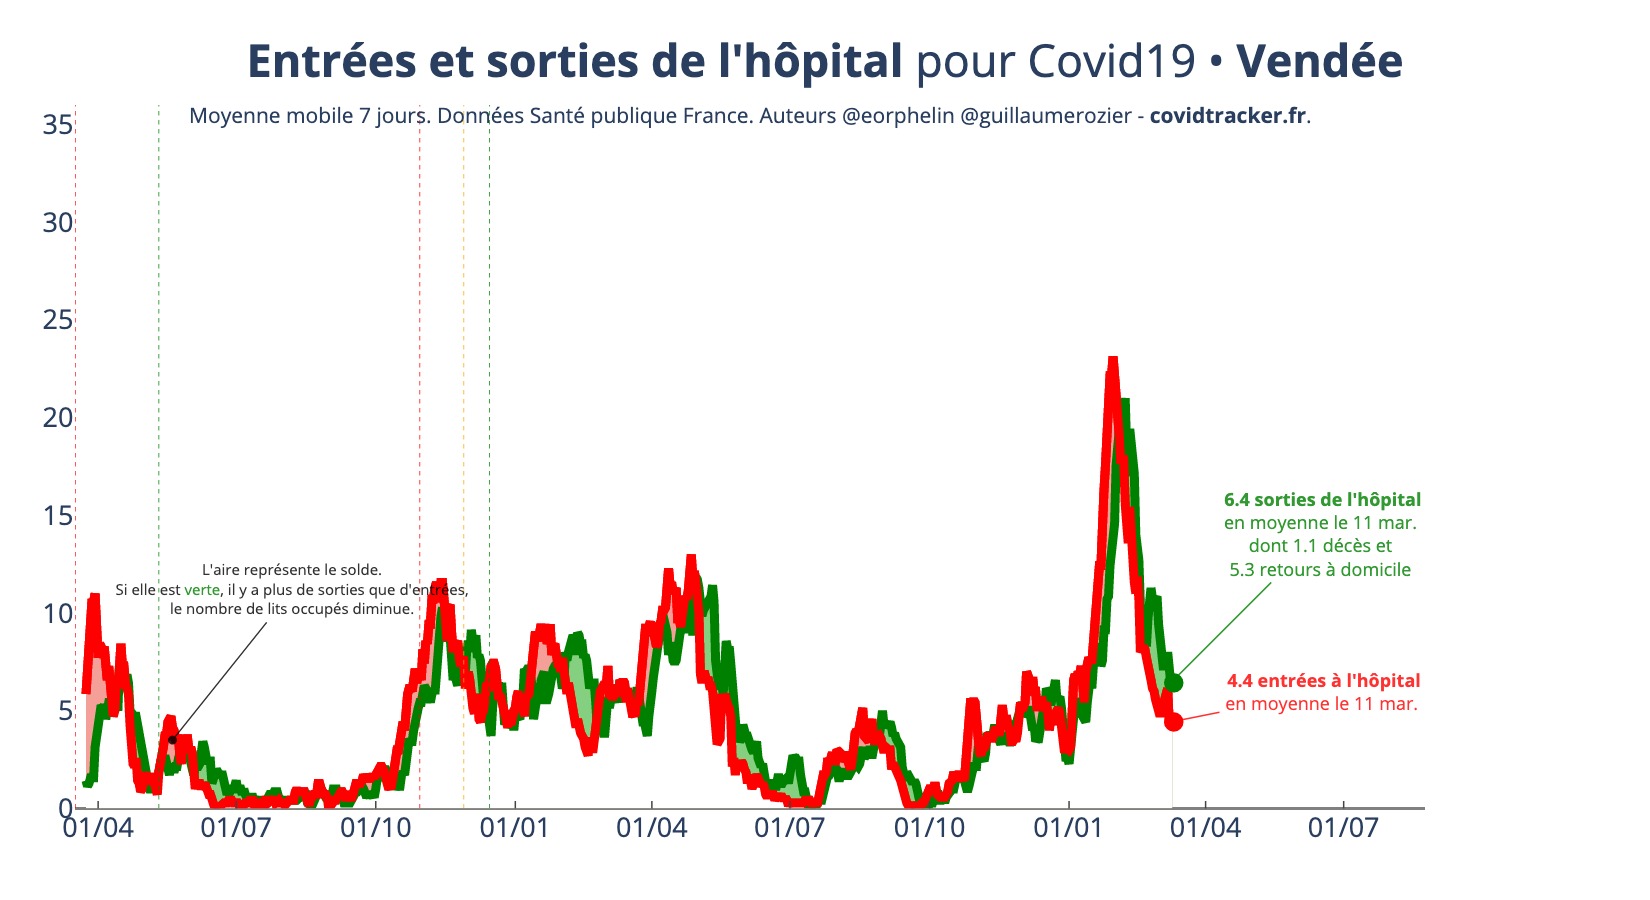 Entrées et sorties de l'hôpital pour Covid19 • Vendée
Moyenne mobile 7 jours. Données Santé publique France. Auteurs @eorphelin @guillaumerozier - covidtracker.fr.
35
30
25
20
15
10
5
0
L'aire représente le solde.
Si elle est verte, il y a plus de sorties que d'entrées,
le nombre de lits occupés diminue.
6.4 sorties de l'hôpital
en moyenne le 11 mar.
dont 1.1 décès et
5.3 retours à domicile
4.4 entrées à l'hôpital
en moyenne le 11 mar.
01/04 01/07 01/10 01/01 01/04 01/07 01/10 01/01 01/04 01/07